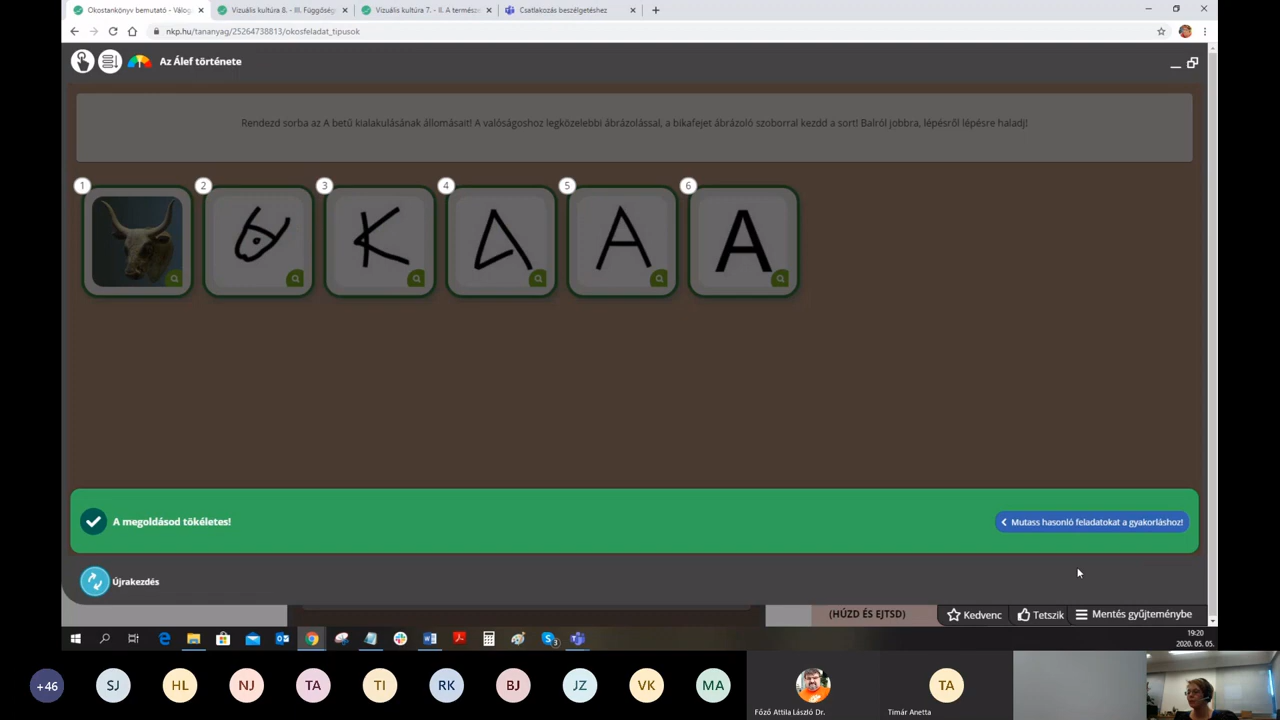 Okostankönyv bemutató - Válog
Vizuális kultúra 8. - III. Függőség
Vizuális kultúra 7. - II. A természe
Csatlakozás beszélgetéshez
nkp.hu/tananyag/25264738813/okosfeladat_tipusok
Az Álef története
Rendezd sorba az A betű kialakulásának állomásait! A valóságoshoz legközelebbi ábrázolással, a bikafejet ábrázoló szoborral kezdd a sort! Balról jobbra, lépésről lépésre haladj!
1 2 3 4 5 6
A A
A megoldásod tökéletes!
Mutass hasonló feladatokat a gyakorláshoz!
Újrakezdés
(HÚZD ÉS EJTSD)
Kedvenc
Tetszik
Mentés gyűjteménybe
3
19:20
2020. 05. 05.
+46 SJ HL NJ TA TI RK BJ JZ VK MA TA
Főző Attila László Dr.
Timár Anetta